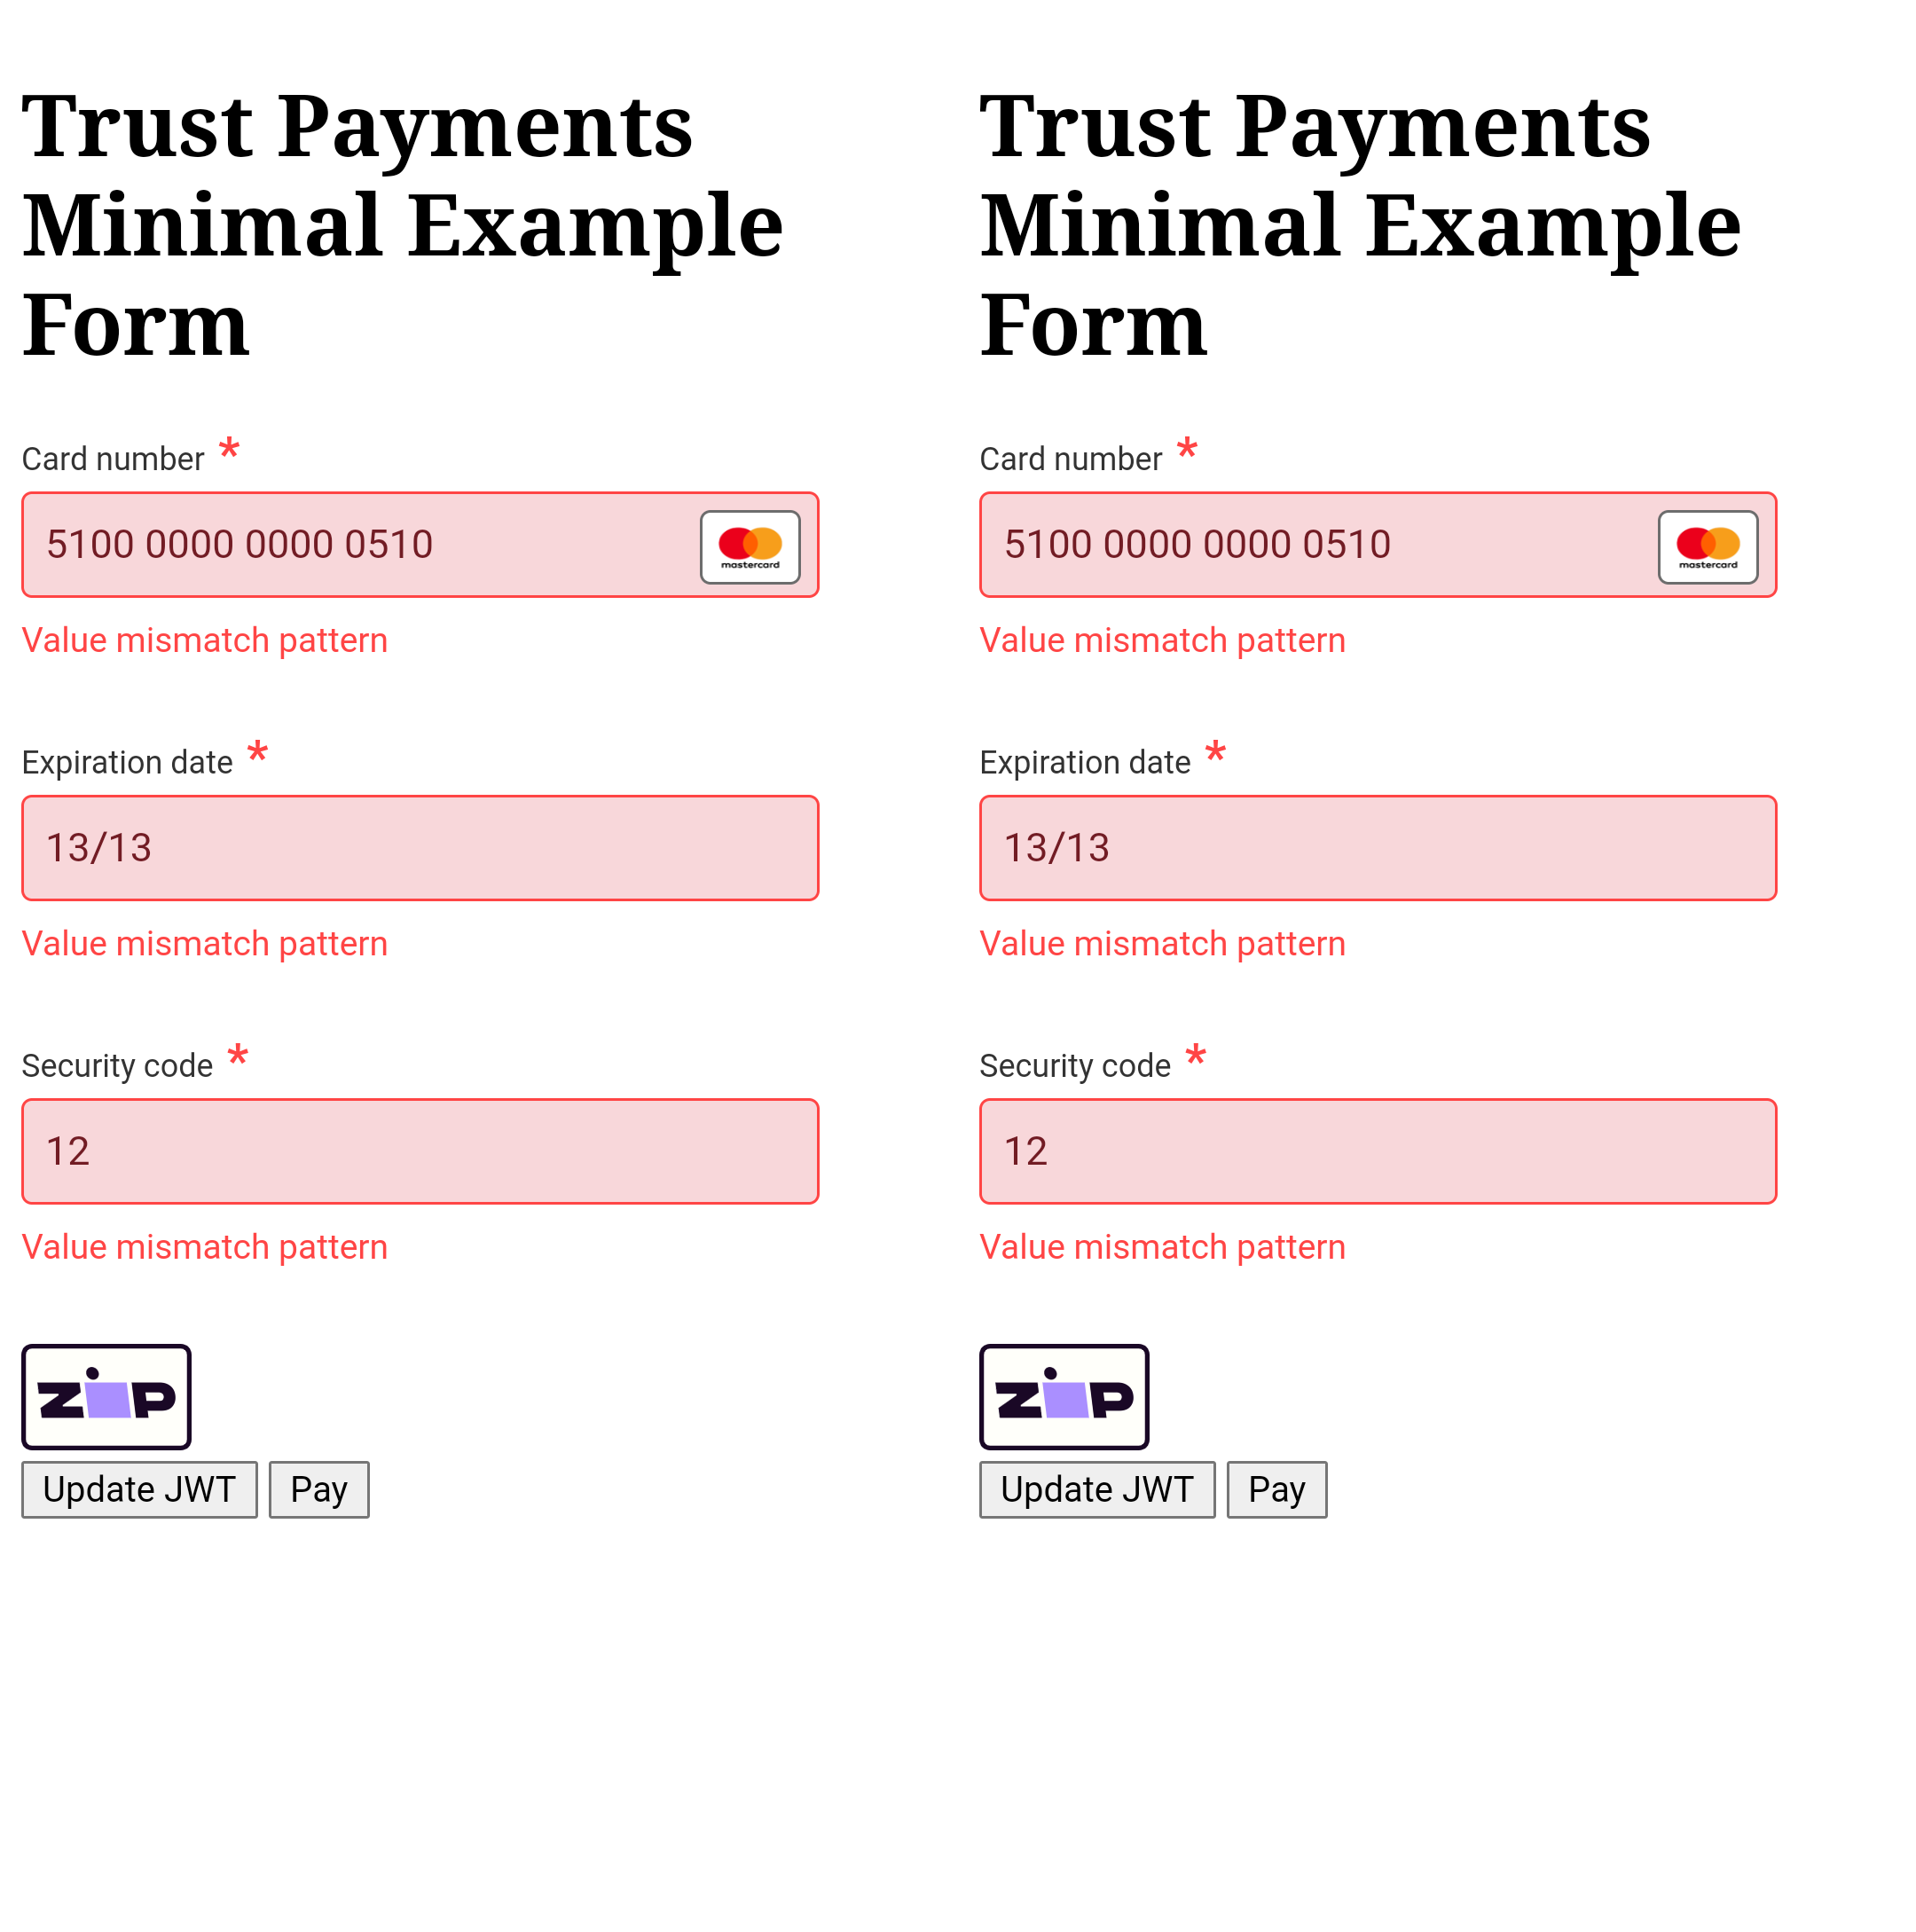 Trust Payments
Minimal Example
Form
Card number *
5100 0000 0000 0510
mastercard
Value mismatch pattern
Expiration date *
13/13
Value mismatch pattern
Security code *
12
Value mismatch pattern
zip
Update JWT
Pay
Trust Payments
Minimal Example
Form
Card number *
5100 0000 0000 0510
mastercard
Value mismatch pattern
Expiration date *
13/13
Value mismatch pattern
Security code *
12
Value mismatch pattern
zip
Update JWT
Pay